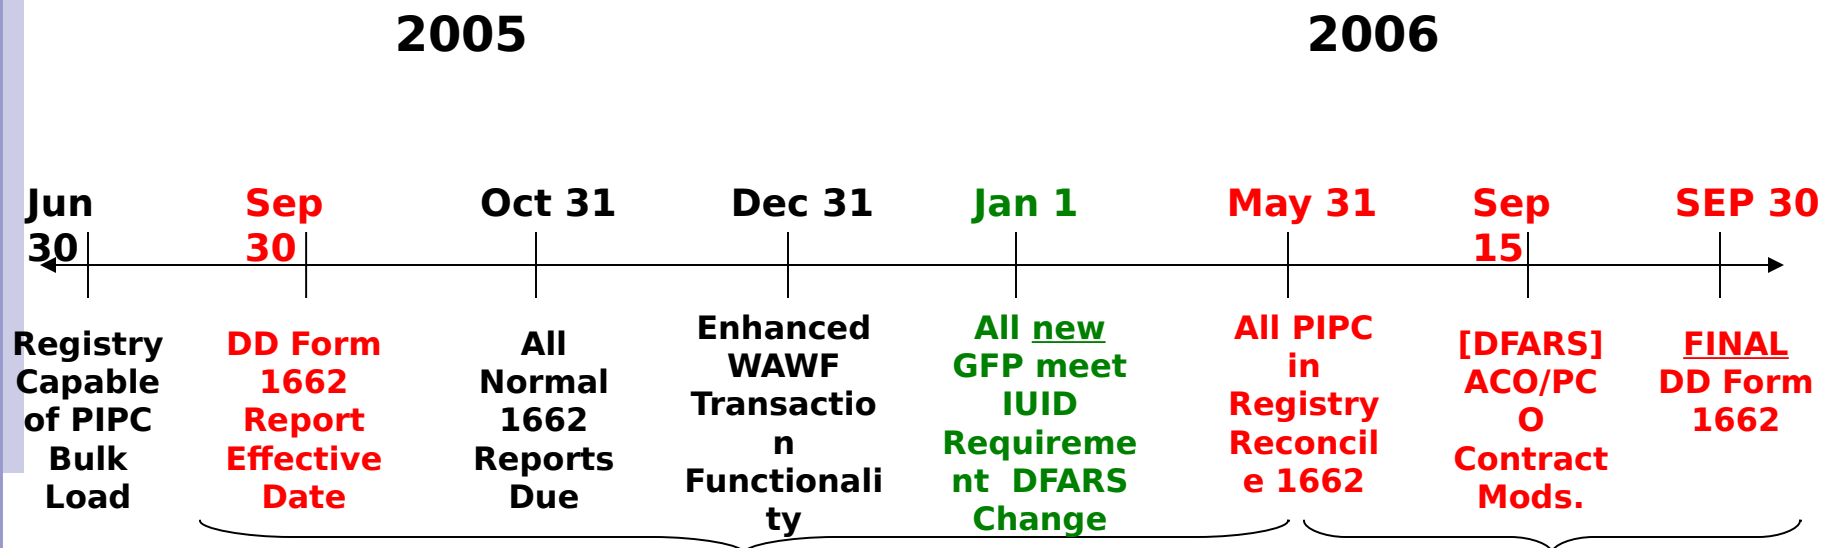 2005
2006
Jun
30
Sep
30
Oct 31
Dec 31
Jan 1
May 31
Sep
15
SEP 30
Registry
Capable
of PIPC
Bulk
Load
DD Form
1662
Report
Effective
Date
All
Normal
1662
Reports
Due
Enhanced
WAWF
Transactio
n
Functionali
ty
All new
GFP meet
IUID
Requireme
nt DFARS
Change
All PIPC
in
Registry
Reconcil
e 1662
[DFARS]
ACO/PC
O
Contract
Mods.
FINAL
DD Form
1662